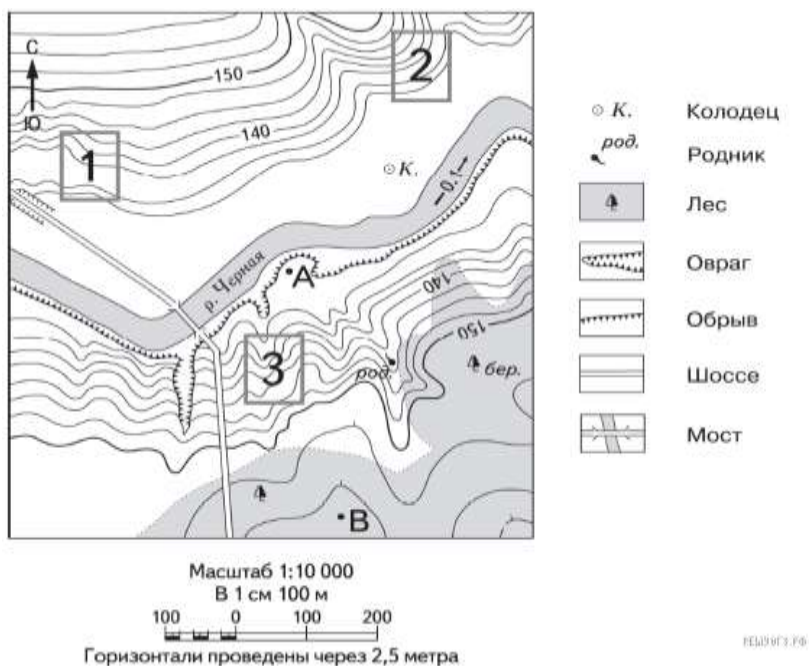 С
Ю
150
2
140
1
К.
0.1
р. Черная
А
140
150
3
род.
бер.
В
К. Колодец
род. Родник
Лес
Овраг
Обрыв
Шоссе
Мост
Масштаб 1:10 000
В 1 см 100 м
100 0 100 200
Горизонтали проведены через 2,5 метра